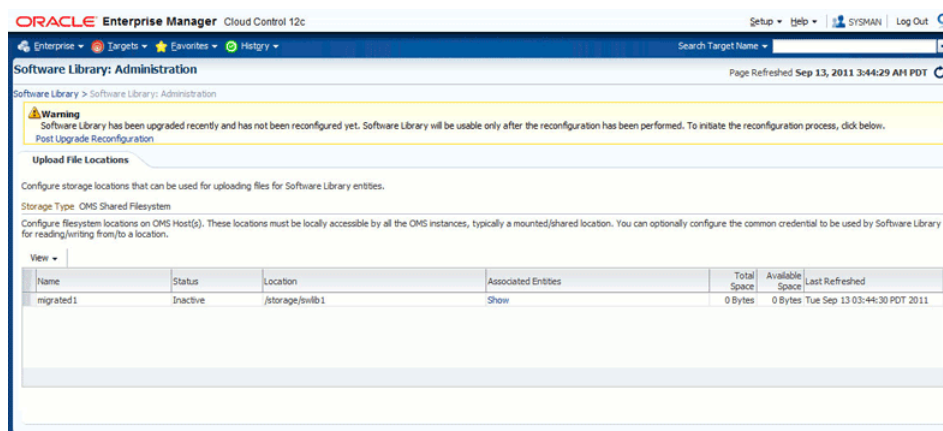 ORACLE Enterprise Manager Cloud Control 12c
Setup Help SYSMAN Log Out
Enterprise Targets Favorites History Search Target Name
Software Library: Administration
Page Refreshed Sep 13, 2011 3:44:29 AM PDT
Software Library > Software Library: Administration
Warning
Software Library has been upgraded recently and has not been reconfigured yet. Software Library will be usable only after the reconfiguration has been performed. To initiate the reconfiguration process, click below.
Post Upgrade Reconfiguration
Upload File Locations
Configure storage locations that can be used for uploading files for Software Library entities.
Storage Type OMS Shared Filesystem
Configure filesystem locations on OMS Host(s). These locations must be locally accessible by all the OMS instances, typically a mounted/shared location. You can optionally configure the common credential to be used by Software Library
for reading/writing from/to a location.
View
Name Status Location Associated Entities Total Space Available Space Last Refreshed
migrated1 Inactive /storage/swlib1 Show 0 Bytes 0 Bytes Tue Sep 13 03:44:30 PDT 2011